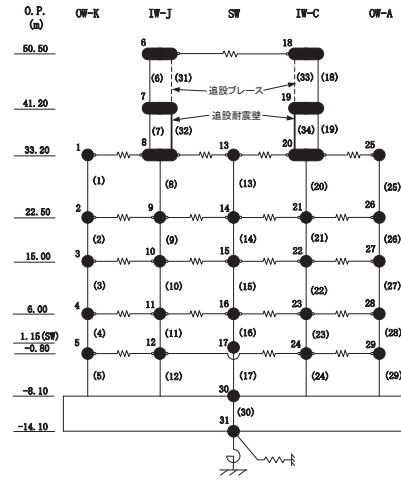 O.P. OW-K IW-J SW IW-C OW-A
(m)
50.50 6 18
(6) (31) (33) (18)
追設ブレース
41.20 7 19
追設耐震壁
(7) (32) (34) (19)
33.20 1 8 13 20 25
(1) (8) (13) (20) (25)
22.50 2 9 14 21 26
(2) (9) (14) (21) (26)
15.00 3 10 15 22 27
(3) (10) (15) (22) (27)
6.00 4 11 16 23 28
(4) (11) (16) (23) (28)
1.15(SW) 17
-0.80 5 12 24 29
(5) (12) (17) (24) (29)
-8.10 30
(30)
-14.10 31